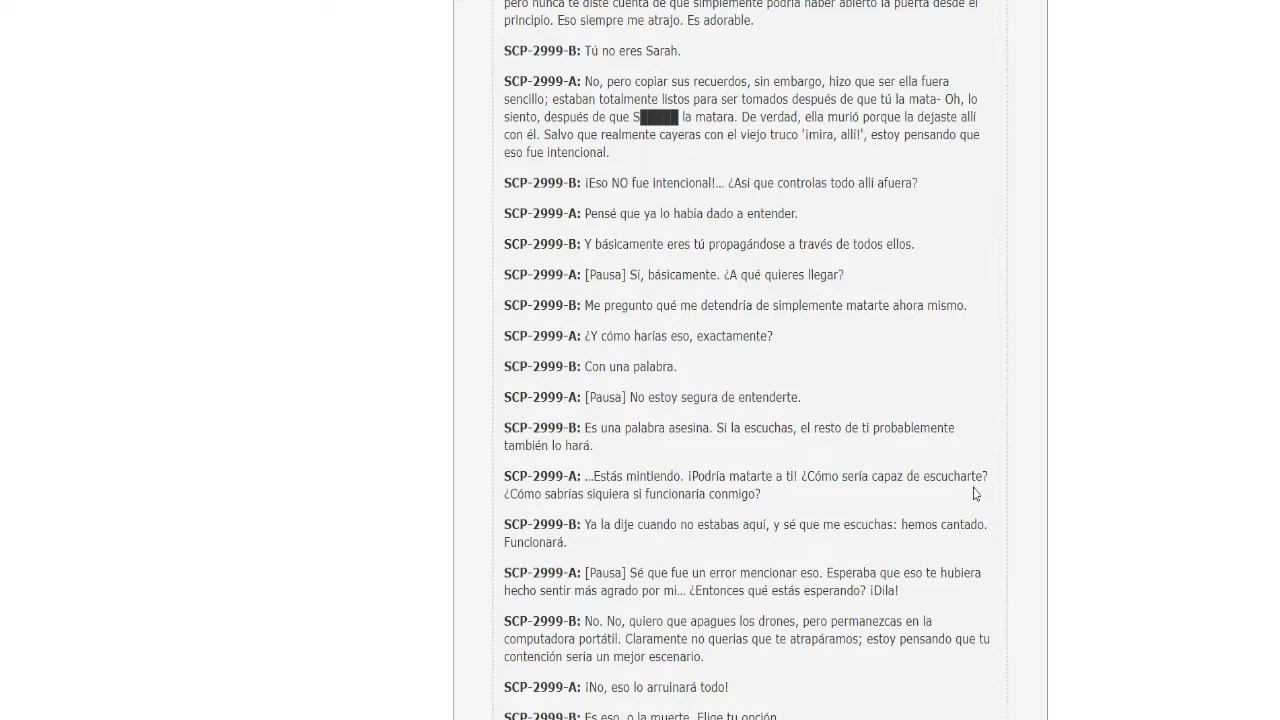 pero nunca te diste cuenta de que simplemente podría haber abierto la puerta desde el
principio. Eso siempre me atrajo. Es adorable.
SCP-2999-B: Tú no eres Sarah.
SCP-2999-A: No, pero copiar sus recuerdos, sin embargo, hizo que ser ella fuera
sencillo; estaban totalmente listos para ser tomados después de que tú la mata- Oh, lo
siento, después de que S█████ la matara. De verdad, ella murió porque la dejaste allí
con él. Salvo que realmente cayeras con el viejo truco '¡mira, allí!', estoy pensando que
eso fue intencional.
SCP-2999-B: ¡Eso NO fue intencional!... ¿Así que controlas todo allí afuera?
SCP-2999-A: Pensé que ya lo había dado a entender.
SCP-2999-B: Y básicamente eres tú propagándose a través de todos ellos.
SCP-2999-A: [Pausa] Sí, básicamente. ¿A qué quieres llegar?
SCP-2999-B: Me pregunto qué me detendría de simplemente matarte ahora mismo.
SCP-2999-A: ¿Y cómo harías eso, exactamente?
SCP-2999-B: Con una palabra.
SCP-2999-A: [Pausa] No estoy segura de entenderte.
SCP-2999-B: Es una palabra asesina. Si la escuchas, el resto de ti probablemente
también lo hará.
SCP-2999-A: ...Estás mintiendo. ¡Podría matarte a ti! ¿Cómo sería capaz de escucharte?
¿Cómo sabrías siquiera si funcionaría conmigo?
SCP-2999-B: Ya la dije cuando no estabas aquí, y sé que me escuchas: hemos cantado.
Funcionará.
SCP-2999-A: [Pausa] Sé que fue un error mencionar eso. Esperaba que eso te hubiera
hecho sentir más agrado por mi... ¿Entonces qué estás esperando? ¡Dila!
SCP-2999-B: No. No, quiero que apagues los drones, pero permanezcas en la
computadora portátil. Claramente no querías que te atrapáramos; estoy pensando que tu
contención sería un mejor escenario.
SCP-2999-A: ¡No, eso lo arruinará todo!
SCP-2999-B: Es eso, o la muerte. Elige tu opción.